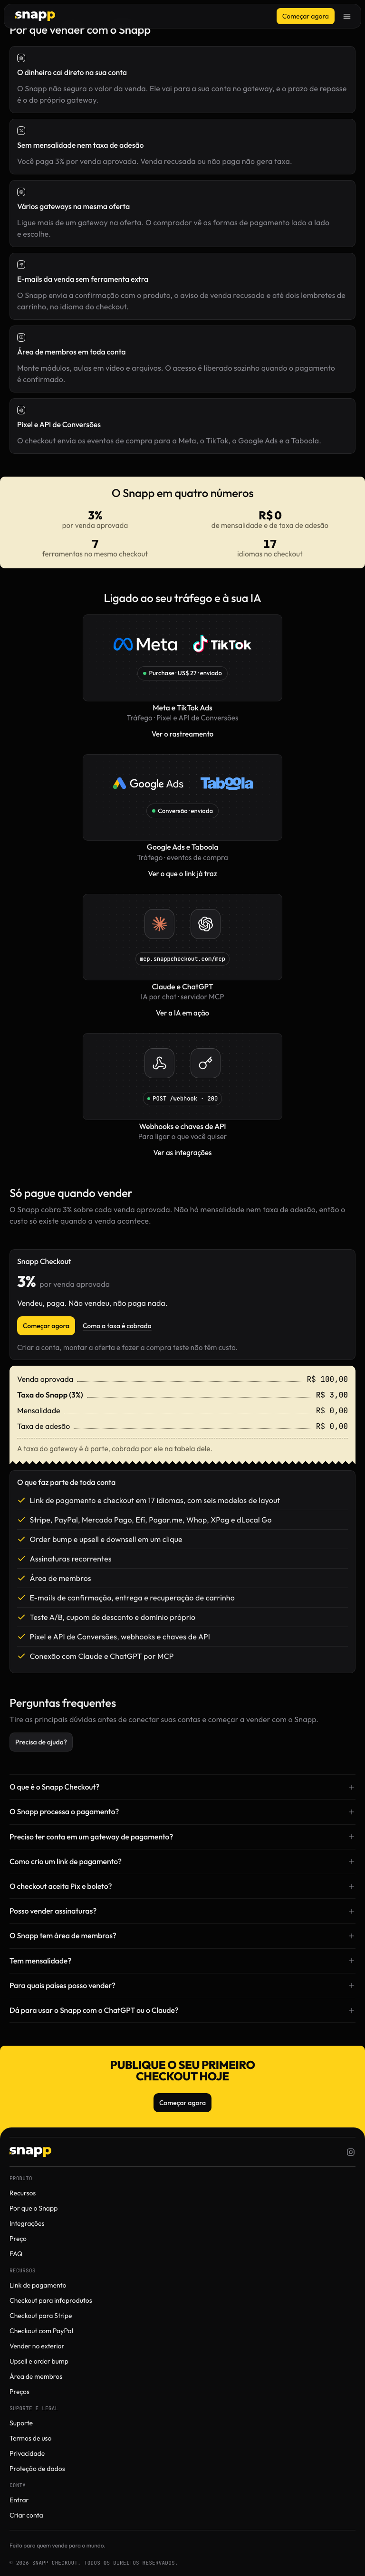 snapp
Começar agora
Por que vender com o Snapp
O dinheiro cai direto na sua conta
O Snapp não segura o valor da venda. Ele vai para a sua conta no gateway, e o prazo de repasse
é o do próprio gateway.
Sem mensalidade nem taxa de adesão
Você paga 3% por venda aprovada. Venda recusada ou não paga não gera taxa.
Vários gateways na mesma oferta
Ligue mais de um gateway na oferta. O comprador vê as formas de pagamento lado a lado
e escolhe.
E-mails da venda sem ferramenta extra
O Snapp envia a confirmação com o produto, o aviso de venda recusada e até dois lembretes de
carrinho, no idioma do checkout.
Área de membros em toda conta
Monte módulos, aulas em vídeo e arquivos. O acesso é liberado sozinho quando o pagamento
é confirmado.
Pixel e API de Conversões
O checkout envia os eventos de compra para a Meta, o TikTok, o Google Ads e a Taboola.
O Snapp em quatro números
3%
por venda aprovada
R$ 0
de mensalidade e de taxa de adesão
7
ferramentas no mesmo checkout
17
idiomas no checkout
Ligado ao seu tráfego e à sua IA
Meta
TikTok
Purchase · US$ 27 · enviado
Meta e TikTok Ads
Tráfego · Pixel e API de Conversões
Ver o rastreamento
Google Ads
Taboola
Conversão · enviada
Google Ads e Taboola
Tráfego · eventos de compra
Ver o que o link já traz
mcp.snappcheckout.com/mcp
Claude e ChatGPT
IA por chat · servidor MCP
Ver a IA em ação
POST /webhook · 200
Webhooks e chaves de API
Para ligar o que você quiser
Ver as integrações
Só pague quando vender
O Snapp cobra 3% sobre cada venda aprovada. Não há mensalidade nem taxa de adesão, então o
custo só existe quando a venda acontece.
Snapp Checkout
3% por venda aprovada
Vendeu, paga. Não vendeu, não paga nada.
Começar agora
Como a taxa é cobrada
Criar a conta, montar a oferta e fazer a compra teste não têm custo.
Venda aprovada R$ 100,00
Taxa do Snapp (3%) R$ 3,00
Mensalidade R$ 0,00
Taxa de adesão R$ 0,00
A taxa do gateway é à parte, cobrada por ele na tabela dele.
O que faz parte de toda conta
Link de pagamento e checkout em 17 idiomas, com seis modelos de layout
Stripe, PayPal, Mercado Pago, Efí, Pagar.me, Whop, XPag e dLocal Go
Order bump e upsell e downsell em um clique
Assinaturas recorrentes
Área de membros
E-mails de confirmação, entrega e recuperação de carrinho
Teste A/B, cupom de desconto e domínio próprio
Pixel e API de Conversões, webhooks e chaves de API
Conexão com Claude e ChatGPT por MCP
Perguntas frequentes
Tire as principais dúvidas antes de conectar suas contas e começar a vender com o Snapp.
Precisa de ajuda?
O que é o Snapp Checkout?
O Snapp processa o pagamento?
Preciso ter conta em um gateway de pagamento?
Como crio um link de pagamento?
O checkout aceita Pix e boleto?
Posso vender assinaturas?
O Snapp tem área de membros?
Tem mensalidade?
Para quais países posso vender?
Dá para usar o Snapp com o ChatGPT ou o Claude?
PUBLIQUE O SEU PRIMEIRO
CHECKOUT HOJE
Começar agora
snapp
PRODUTO
Recursos
Por que o Snapp
Integrações
Preço
FAQ
RECURSOS
Link de pagamento
Checkout para infoprodutos
Checkout para Stripe
Checkout com PayPal
Vender no exterior
Upsell e order bump
Área de membros
Preços
SUPORTE E LEGAL
Suporte
Termos de uso
Privacidade
Proteção de dados
CONTA
Entrar
Criar conta
Feito para quem vende para o mundo.
© 2026 SNAPP CHECKOUT. TODOS OS DIREITOS RESERVADOS.